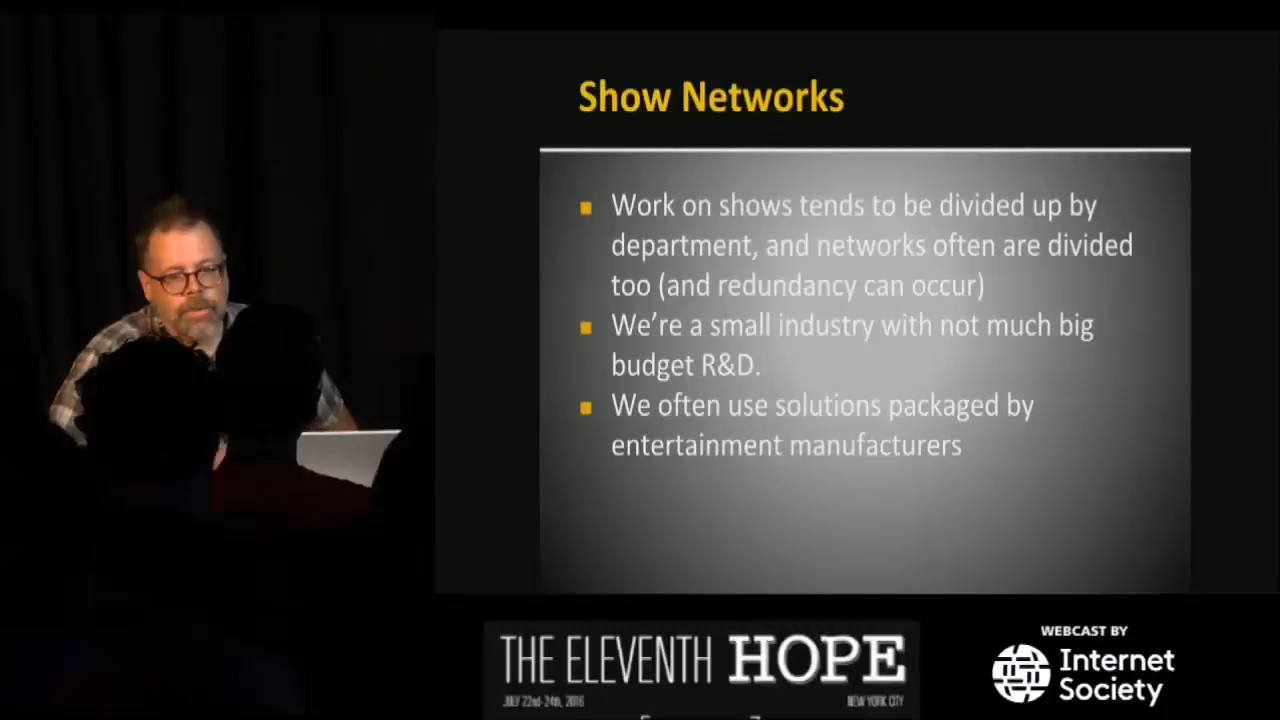 Show Networks
Work on shows tends to be divided up by
department, and networks often are divided
too (and redundancy can occur)
We’re a small industry with not much big
budget R&D.
We often use solutions packaged by
entertainment manufacturers
THE ELEVENTH HOPE
JULY 22nd-24th, 2016
NEW YORK CITY
WEBCAST BY
Internet
Society